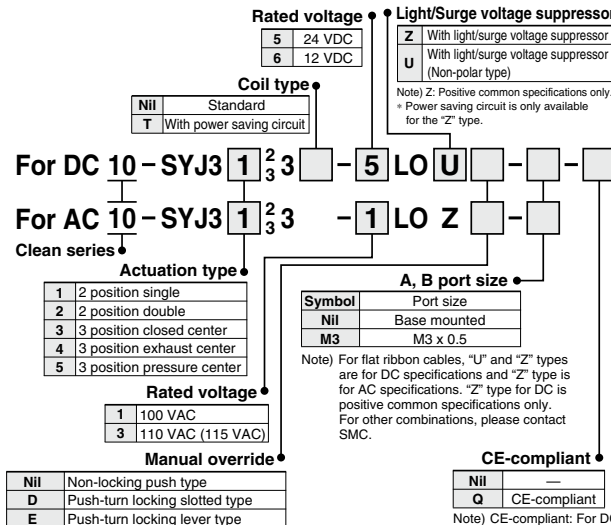 Rated voltage
5 24 VDC
6 12 VDC
Light/Surge voltage suppressor
Z With light/surge voltage suppressor
U With light/surge voltage suppressor (Non-polar type)
Note) Z: Positive common specifications only.
∗ Power saving circuit is only available
for the “Z” type.
Coil type
Nil Standard
T With power saving circuit
For DC 10 – SYJ3 1 2 3 3 – 5 LO U – –
For AC 10 – SYJ3 1 2 3 3 – 1 LO Z –
Clean series
Actuation type
1 2 position single
2 2 position double
3 3 position closed center
4 3 position exhaust center
5 3 position pressure center
A, B port size
Symbol Port size
Nil Base mounted
M3 M3 x 0.5
Note) For flat ribbon cables, “U” and “Z” types
are for DC specifications and “Z” type is
for AC specifications. “Z” type for DC is
positive common specifications only.
For other combinations, please contact
SMC.
Rated voltage
1 100 VAC
3 110 VAC (115 VAC)
Manual override
Nil Non-locking push type
D Push-turn locking slotted type
E Push-turn locking lever type
CE-compliant
Nil —
Q CE-compliant
Note) CE-compliant: For DC